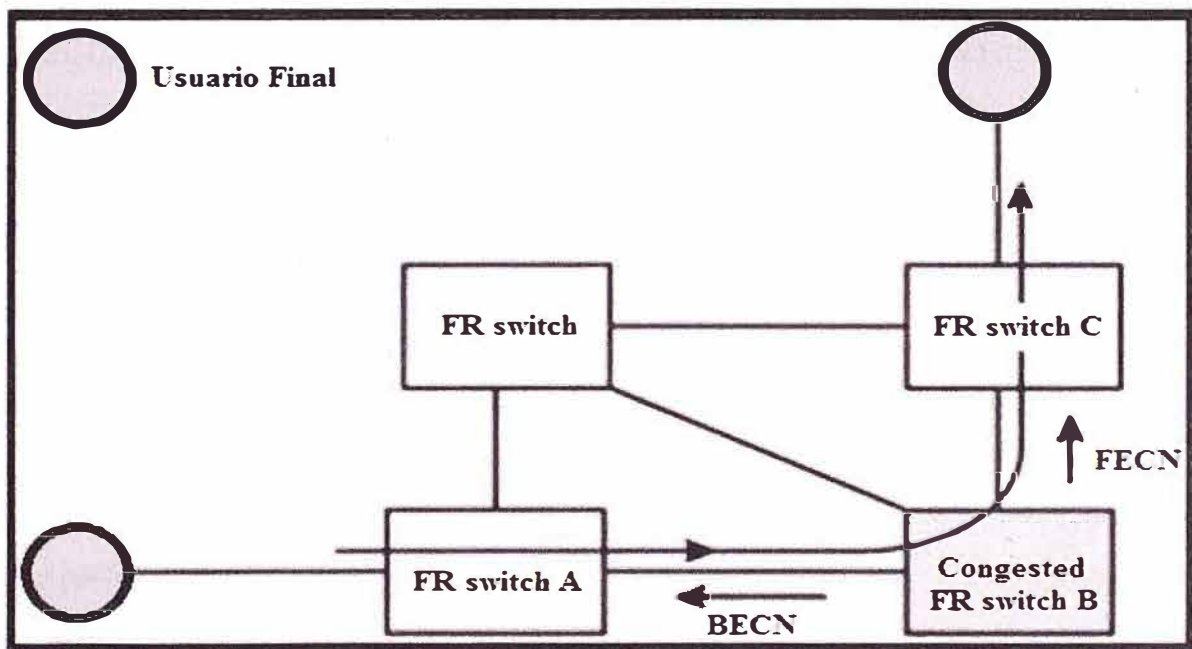 Usuario Final
FR switch
FR switch C
FECN
FR switch A
Congested
FR switch B
BECN